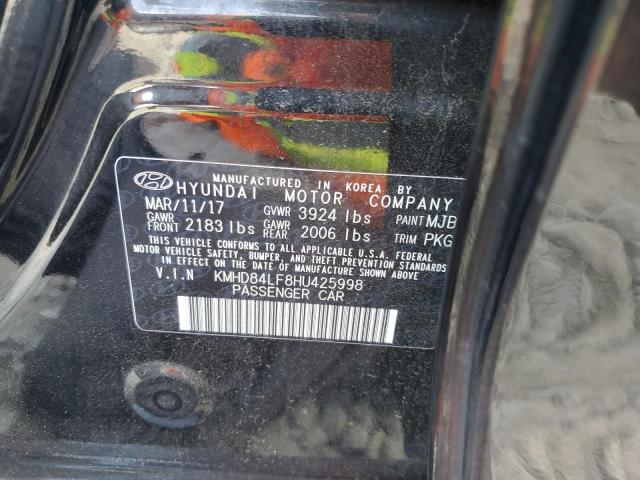 MANUFACTURED IN KOREA BY
HYUNDAI MOTOR COMPANY
MAR/11/17 GVWR 3924 lbs PAINT MJB
GAWR FRONT 2183 lbs GAWR REAR 2006 lbs TRIM PKG
THIS VEHICLE CONFORMS TO ALL APPLICABLE U.S.A. FEDERAL
MOTOR VEHICLE SAFETY, BUMPER, AND THEFT PREVENTION
STANDARDS IN EFFECT ON THE DATE OF MANUFACTURE SHOWN ABOVE
V.I.N KMHD84LF8HU425998
PASSENGER CAR